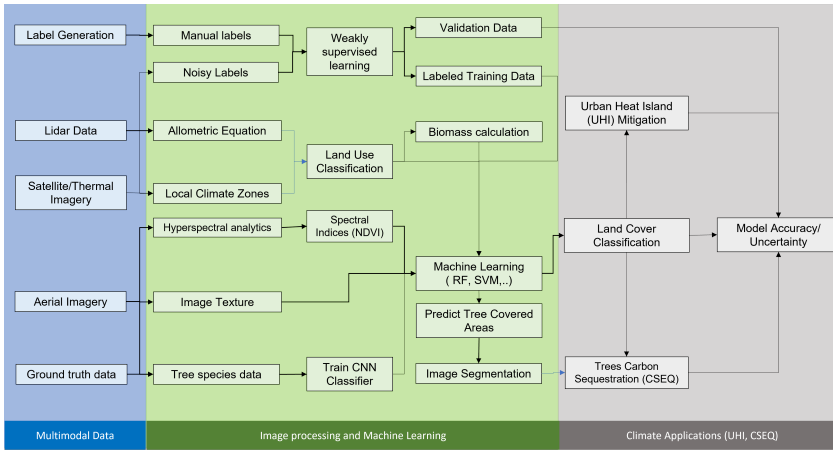 Label Generation
Manual labels
Noisy Labels
Weakly
supervised
learning
Validation Data
Labeled Training Data
Lidar Data
Allometric Equation
Satellite/Thermal
Imagery
Local Climate Zones
Land Use
Classification
Biomass calculation
Hyperspectral analytics
Spectral
Indices (NDVI)
Aerial Imagery
Image Texture
Machine Learning
( RF, SVM,..)
Predict Tree Covered
Areas
Ground truth data
Tree species data
Train CNN
Classifier
Image Segmentation
Urban Heat Island
(UHI) Mitigation
Land Cover
Classification
Model Accuracy/
Uncertainty
Trees Carbon
Sequestration (CSEQ)
Multimodal Data
Image processing and Machine Learning
Climate Applications (UHI, CSEQ)